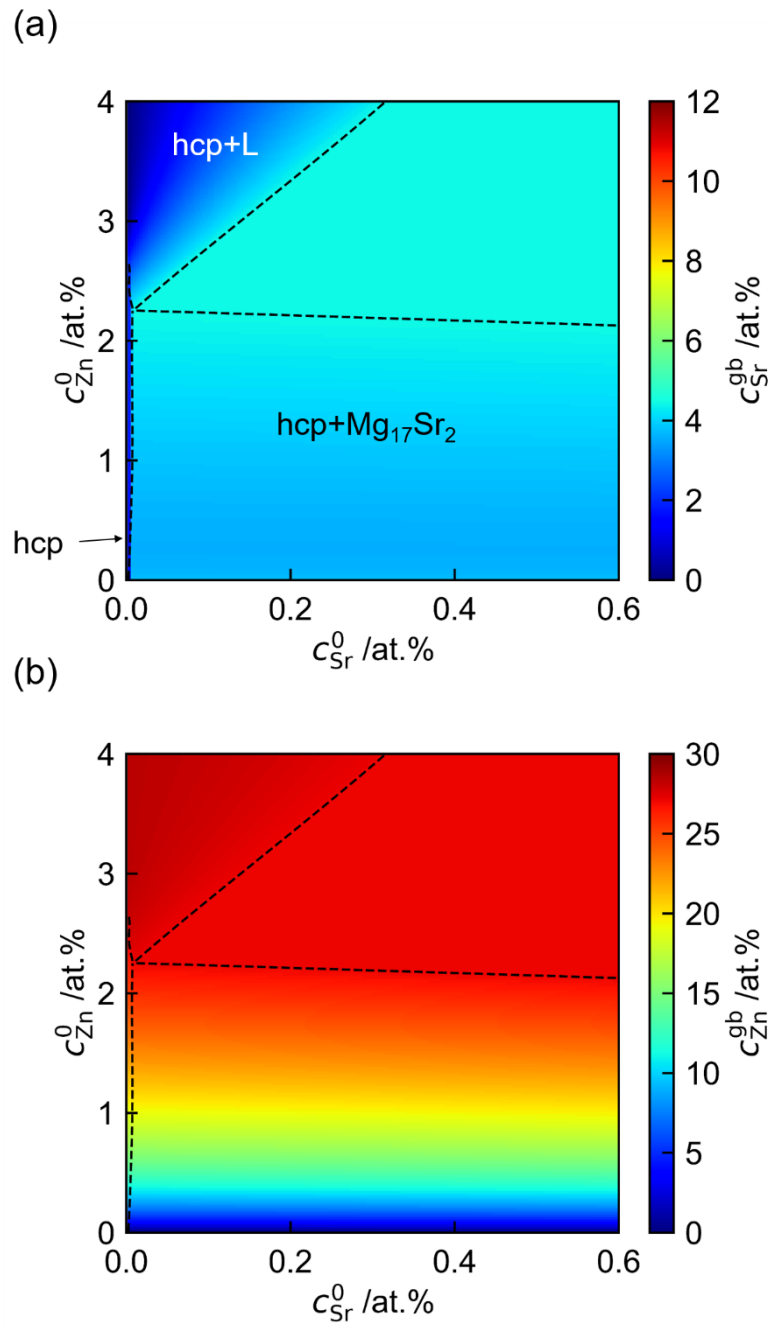 (a)
4
3
2
1
0
c⁰Zn /at.%
hcp+L
hcp+Mg17Sr2
hcp
0.0
0.2
0.4
0.6
c⁰Sr /at.%
12
10
8
6
4
2
0
cᵍᵇSr /at.%
(b)
4
3
2
1
0
c⁰Zn /at.%
0.0
0.2
0.4
0.6
c⁰Sr /at.%
30
25
20
15
10
5
0
cᵍᵇZn /at.%